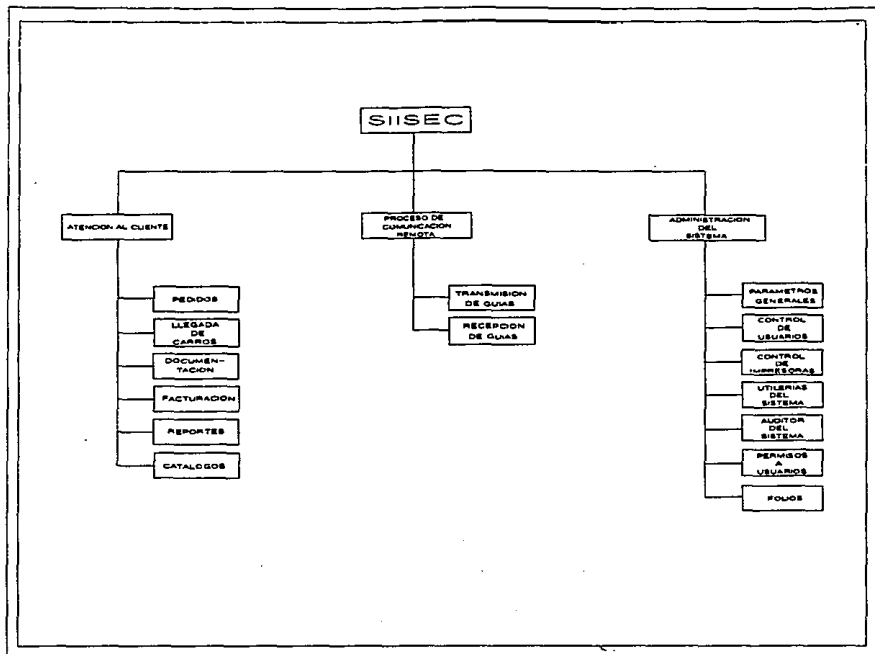 SIISEC
ATENCION AL CLIENTE
PEDIDOS
LLEGADA
DE
CARROS
DOCUMEN-
TACION
FACTURACION
REPORTES
CATALOGOS
PROCESO DE
COMUNICACION
REMOTA
TRANSMISION
DE GUIAS
RECEPCION
DE GUIAS
ADMINISTRACION
DEL
SISTEMA
PARAMETROS
GENERALES
CONTROL
DE
USUARIOS
CONTROL
DE
IMPRESORAS
UTILERIAS
DEL
SISTEMA
AUDITOR
DEL
SISTEMA
PERMISOS
A
USUARIOS
FOLIOS